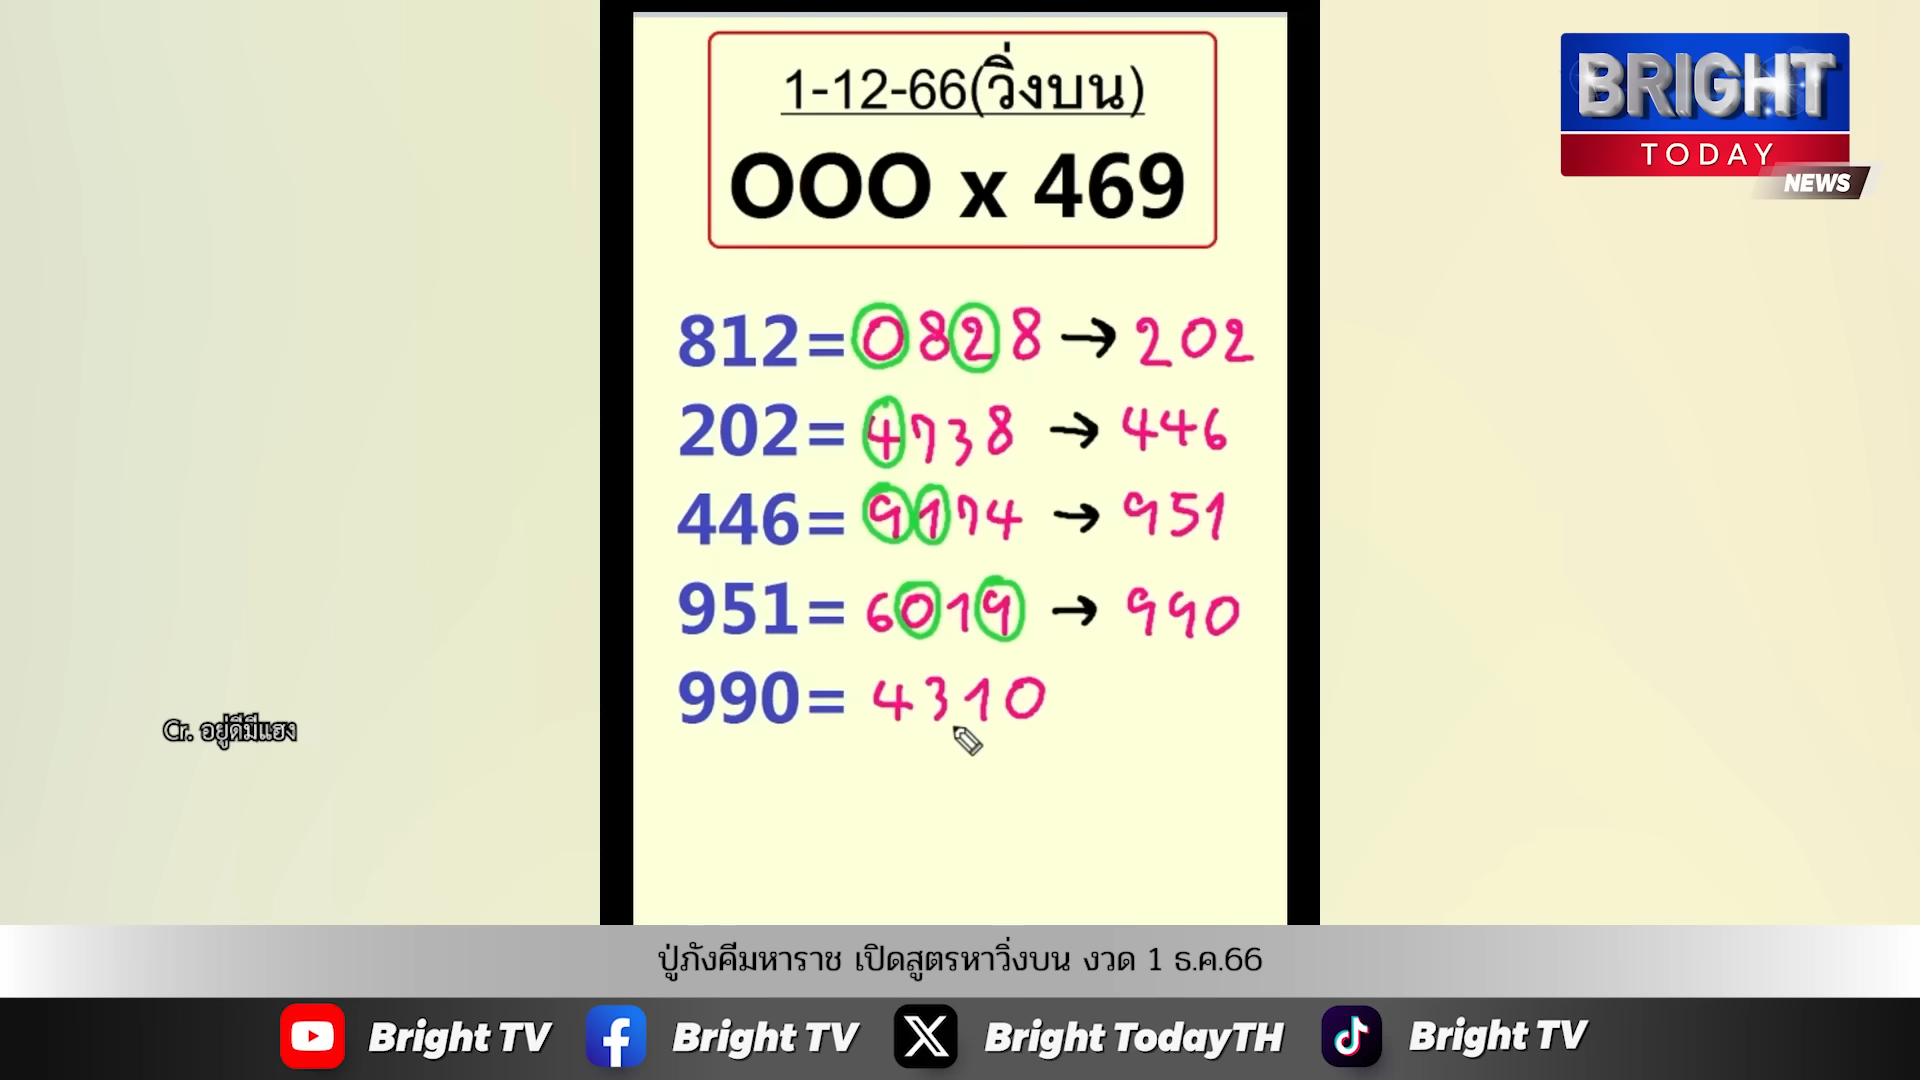 1-12-66(วิ่งบน)
OOO x 469
BRIGHT
TODAY
NEWS
812= 0828 → 202
202= 4738 → 446
446= 9174 → 951
951= 6019 → 990
990= 4310
Cr. อยู่ดีมีแฮง
ปู่ภังคีมหาราช เปิดสูตรหาวิ่งบน งวด 1 ธ.ค.66
Bright TV Bright TV Bright TodayTH Bright TV